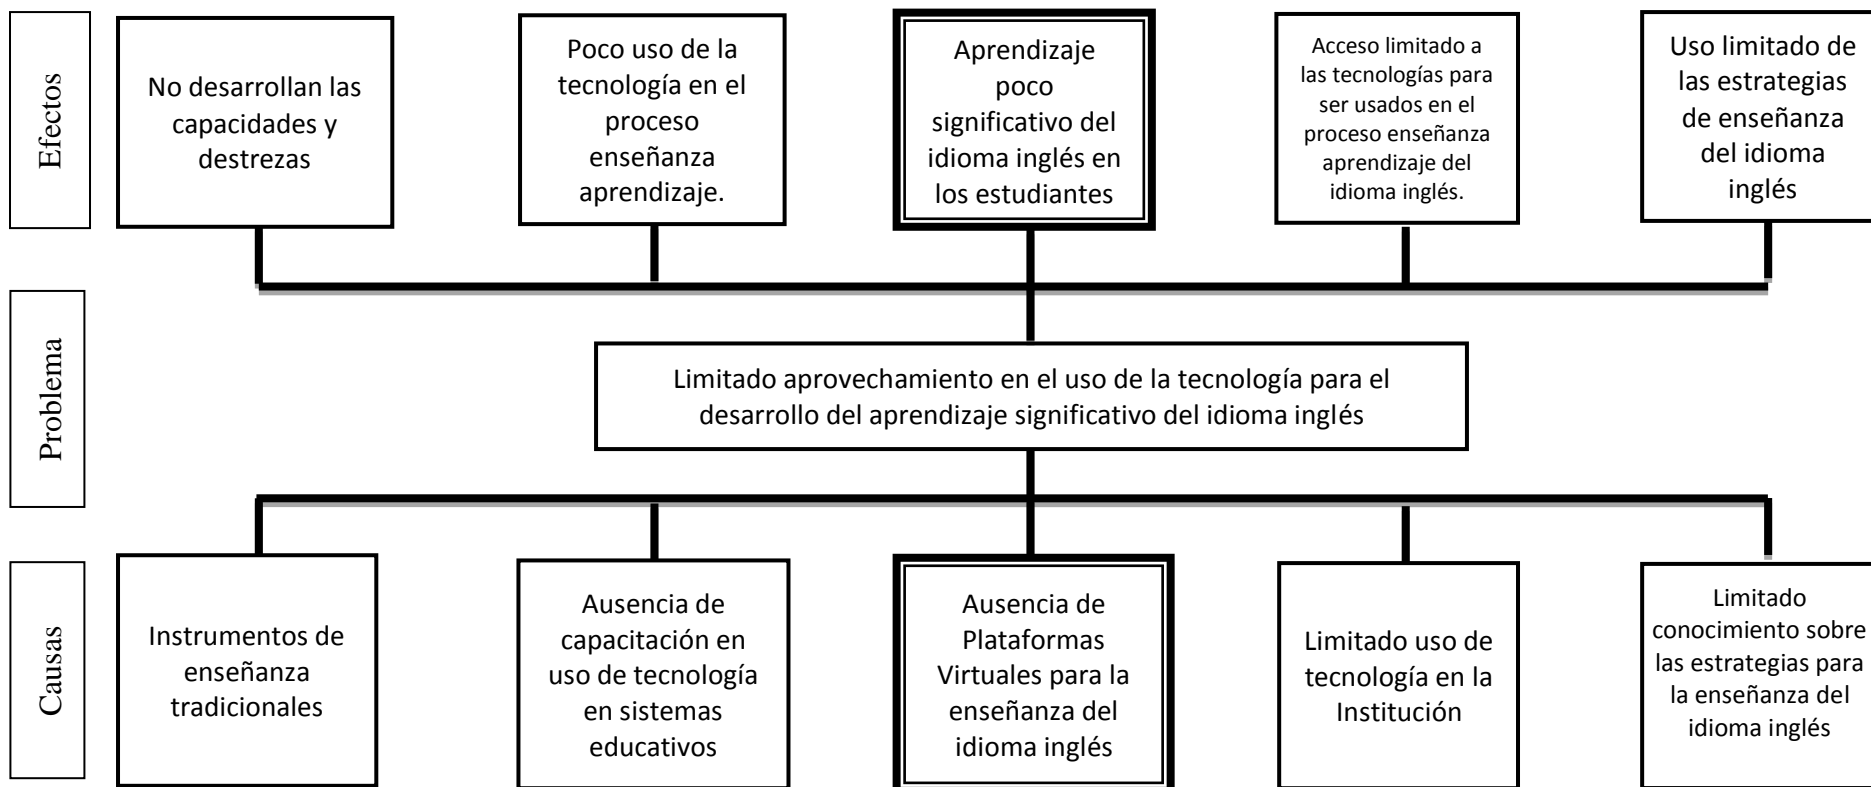 Efectos
No desarrollan las
capacidades y
destrezas
Poco uso de la
tecnología en el
proceso
enseñanza
aprendizaje.
Aprendizaje
poco
significativo del
idioma inglés en
los estudiantes
Acceso limitado a
las tecnologías para
ser usados en el
proceso enseñanza
aprendizaje del
idioma inglés.
Uso limitado de
las estrategias
de enseñanza
del idioma
inglés
Problema
Limitado aprovechamiento en el uso de la tecnología para el
desarrollo del aprendizaje significativo del idioma inglés
Causas
Instrumentos de
enseñanza
tradicionales
Ausencia de
capacitación en
uso de tecnología
en sistemas
educativos
Ausencia de
Plataformas
Virtuales para la
enseñanza del
idioma inglés
Limitado uso de
tecnología en la
Institución
Limitado
conocimiento sobre
las estrategias para
la enseñanza del
idioma inglés